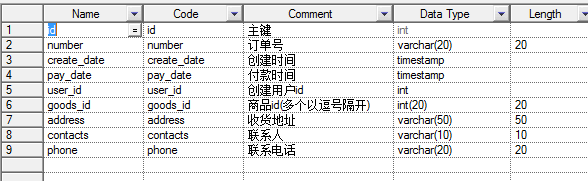 Name Code Comment Data Type Length
1 id = id 主键 int
2 number number 订单号 varchar(20) 20
3 create_date create_date 创建时间 timestamp
4 pay_date pay_date 付款时间 timestamp
5 user_id user_id 创建用户id int
6 goods_id goods_id 商品id(多个以逗号隔开) int(20) 20
7 address address 收货地址 varchar(50) 50
8 contacts contacts 联系人 varchar(10) 10
9 phone phone 联系电话 varchar(20) 20